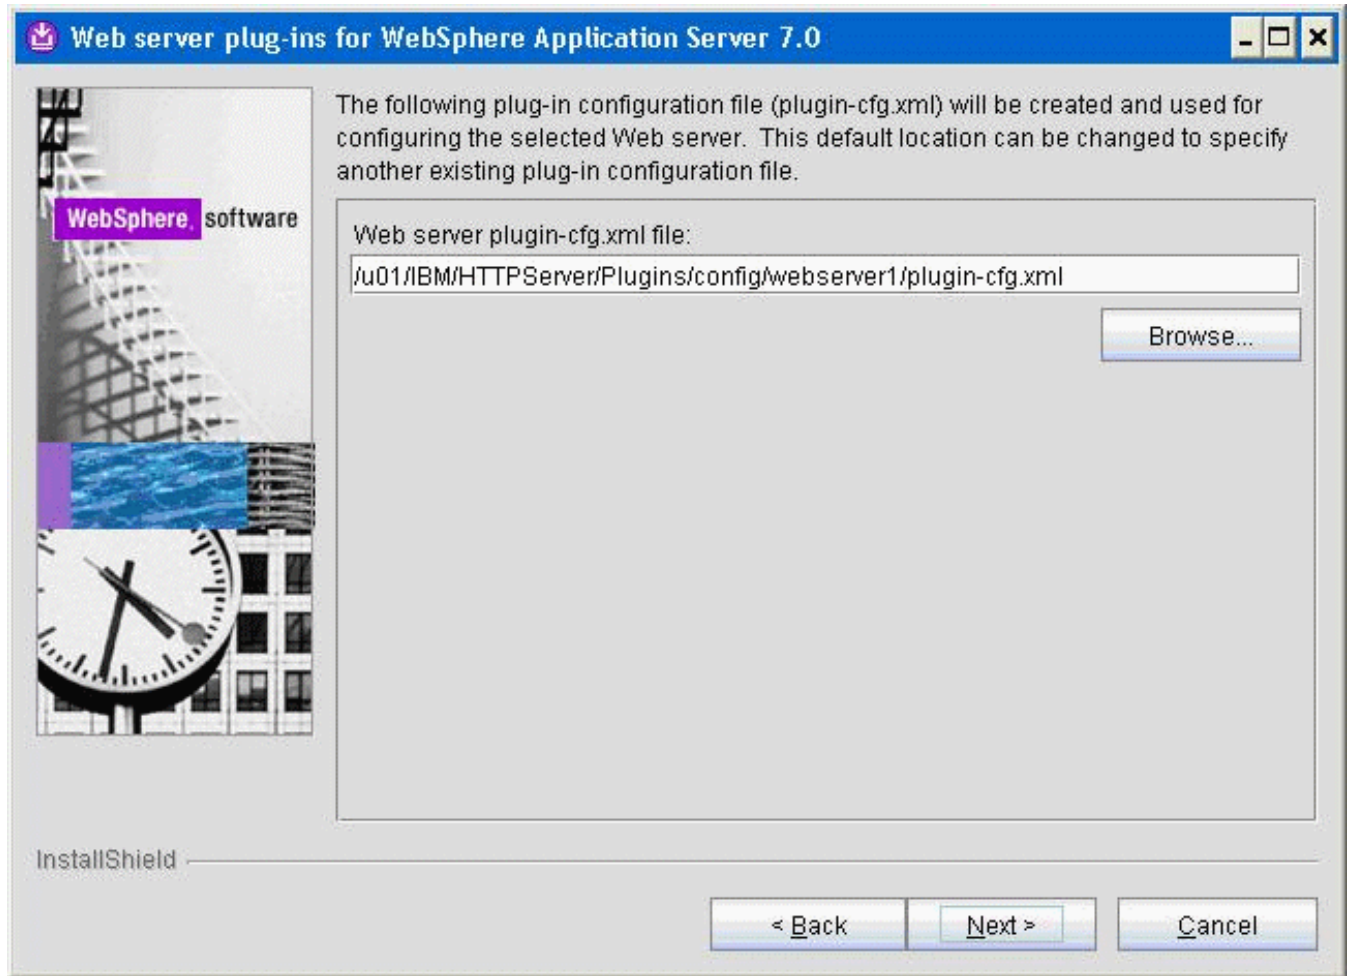 Web server plug-ins for WebSphere Application Server 7.0
The following plug-in configuration file (plugin-cfg.xml) will be created and used for
configuring the selected Web server.  This default location can be changed to specify
another existing plug-in configuration file.
WebSphere. software
Web server plugin-cfg.xml file:
/u01/IBM/HTTPServer/Plugins/config/webserver1/plugin-cfg.xml
Browse...
InstallShield
< Back
Next >
Cancel